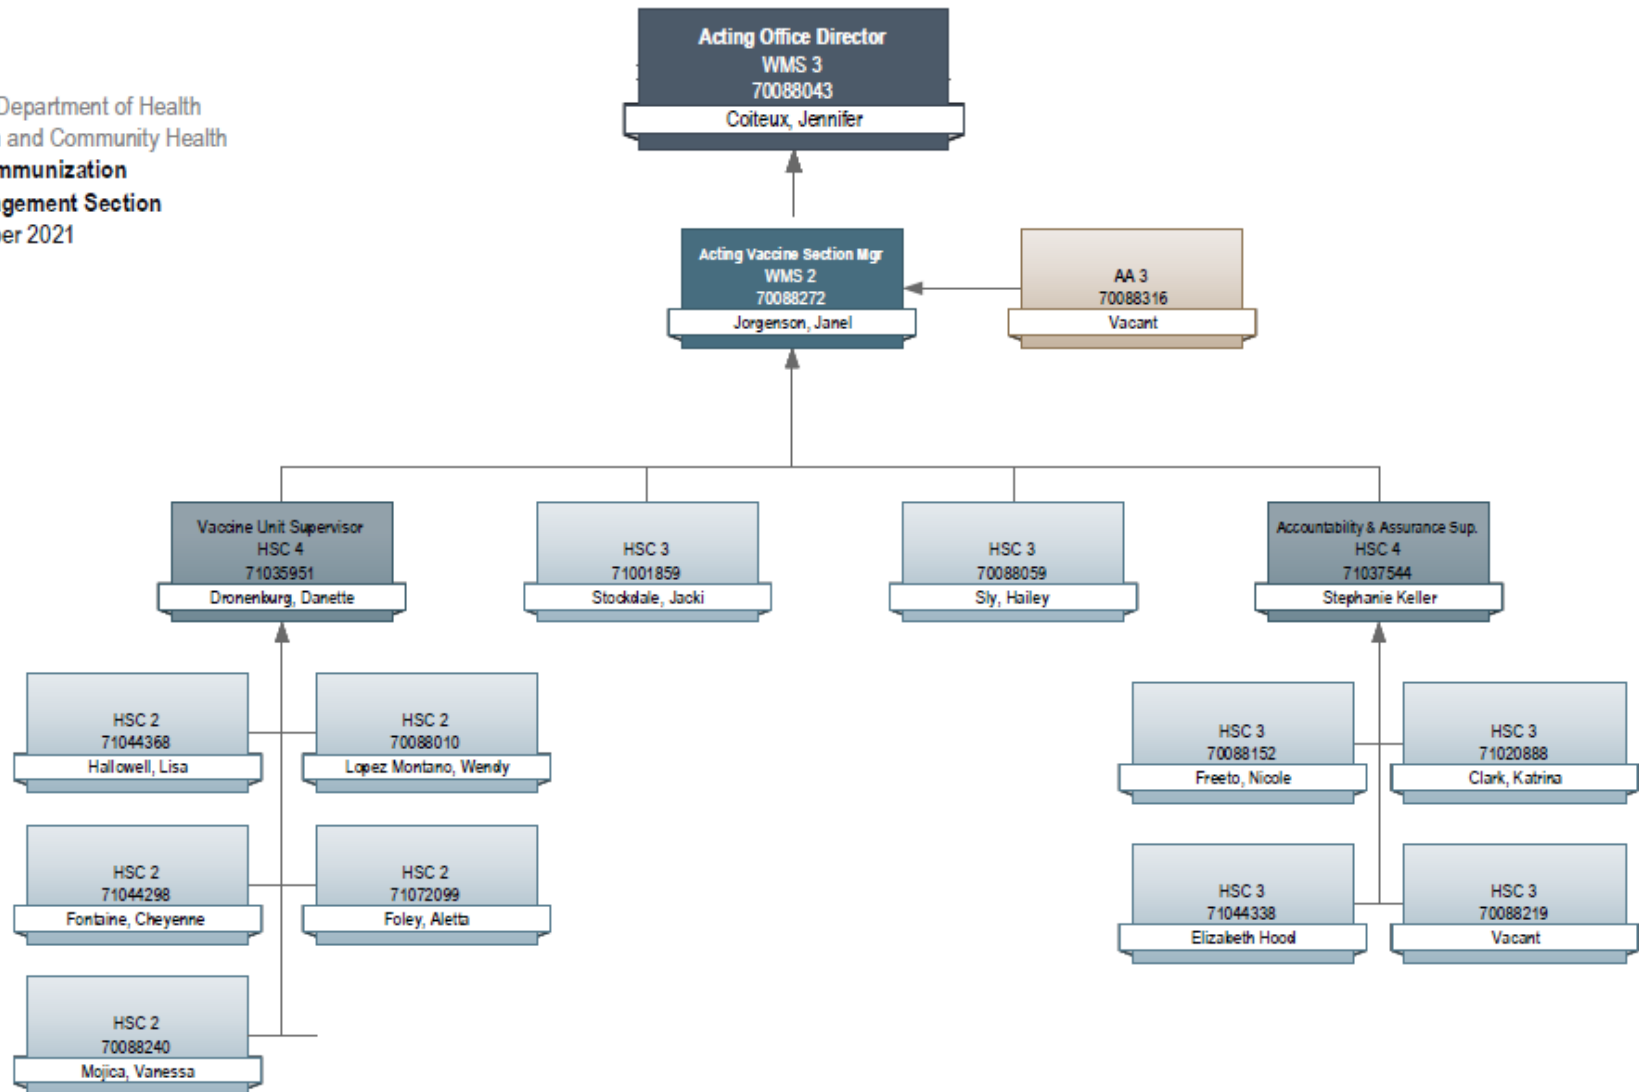 Acting Office Director
WMS 3
70088043
Coiteux, Jennifer
Department of Health
and Community Health
mmunization
gement Section
er 2021
Acting Vaccine Section Mgr
WMS 2
70088272
Jorgenson, Janel
AA 3
70088316
Vacant
Vaccine Unit Supervisor
HSC 4
71035951
Dronenburg, Danette
HSC 3
71001859
Stockdale, Jacki
HSC 3
70088059
Sly, Hailey
Accountability & Assurance Sup.
HSC 4
71037544
Stephanie Keller
HSC 2
71044368
Hallowell, Lisa
HSC 2
70088010
Lopez Montano, Wendy
HSC 3
70088152
Freeto, Nicole
HSC 3
71020888
Clark, Katrina
HSC 2
71044298
Fontaine, Cheyenne
HSC 2
71072099
Foley, Aletta
HSC 3
71044338
Elizabeth Hood
HSC 3
70088219
Vacant
HSC 2
70088240
Mojica, Vanessa